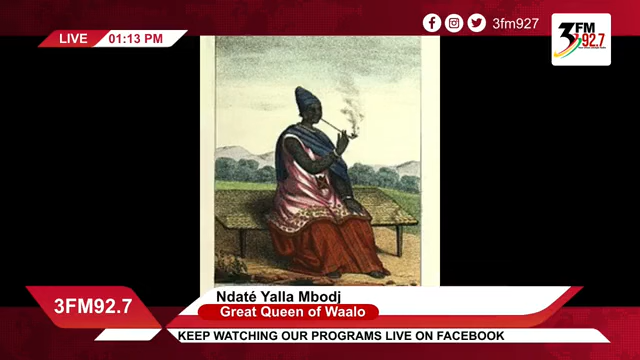 LIVE
01:13 PM
3fm927
3FM
92.7
3FM92.7
Ndaté Yalla Mbodj
Great Queen of Waalo
KEEP WATCHING OUR PROGRAMS LIVE ON FACEBOOK